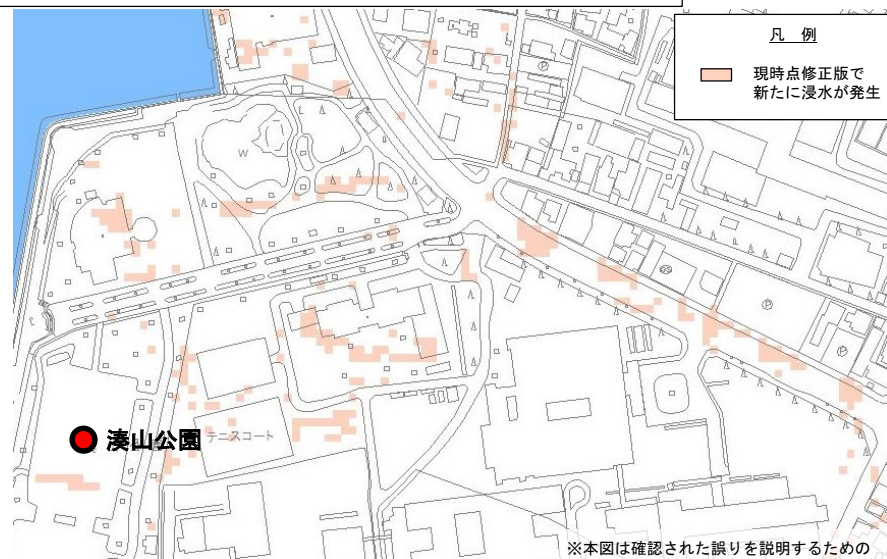 凡 例
現時点修正版で
新たに浸水が発生
W
湊山公園
テニスコート
※本図は確認された誤りを説明するための